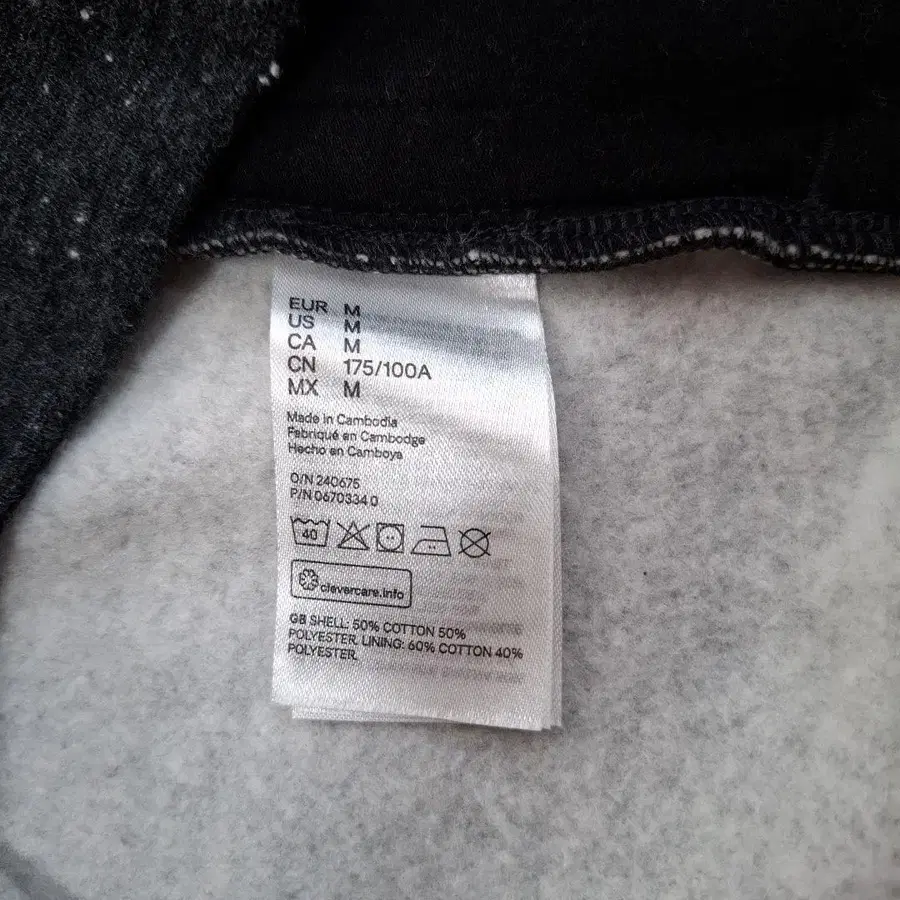 EUR M
US M
CA M
CN 175/100A
MX M
Made in Cambodia
Fabriqué en Cambodge
Hecho en Camboya
O/N 240675
P/N 0670334 0
40
clevercare.info
GB SHELL: 50% COTTON 50%
POLYESTER. LINING: 60% COTTON 40%
POLYESTER.